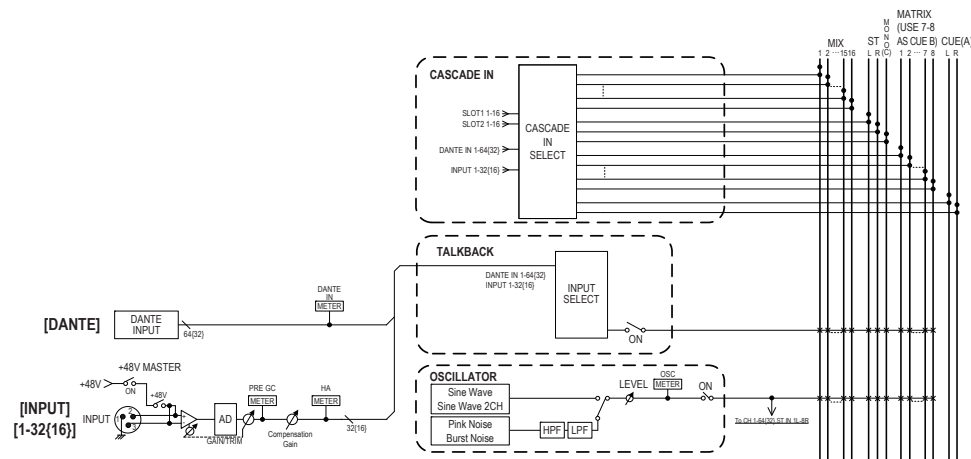 MATRIX
(USE 7-8
AS CUE B)
MIX
ST
MONO(C)
CUE(A)
1 2 ··· 15 16
L R
1 2 ··· 7 8
L R
CASCADE IN
SLOT1 1-16
SLOT2 1-16
DANTE IN 1-64{32}
INPUT 1-32{16}
CASCADE
IN
SELECT
TALKBACK
DANTE IN 1-64{32}
INPUT 1-32{16}
INPUT
SELECT
ON
[DANTE]
DANTE
INPUT
64{32}
DANTE
IN
METER
[INPUT]
[1-32{16}]
+48V MASTER
+48V
ON
+48V
INPUT
1
2
3
+
-
AD
GAIN/TRIM
PRE GC
METER
Compensation
Gain
HA
METER
32{16}
OSCILLATOR
Sine Wave
Sine Wave 2CH
Pink Noise
Burst Noise
HPF
LPF
LEVEL
OSC
METER
ON
To CH 1-64{32}, ST IN 1L-8R